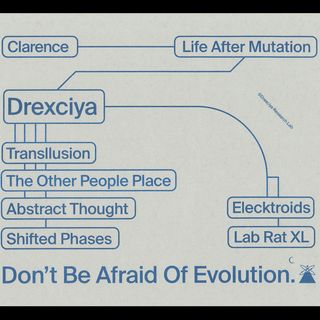 Clarence
Life After Mutation
Drexciya
©Drexciya Research Lab
Transllusion
The Other People Place
Abstract Thought
Elecktroids
Shifted Phases
Lab Rat XL
Don't Be Afraid Of Evolution.